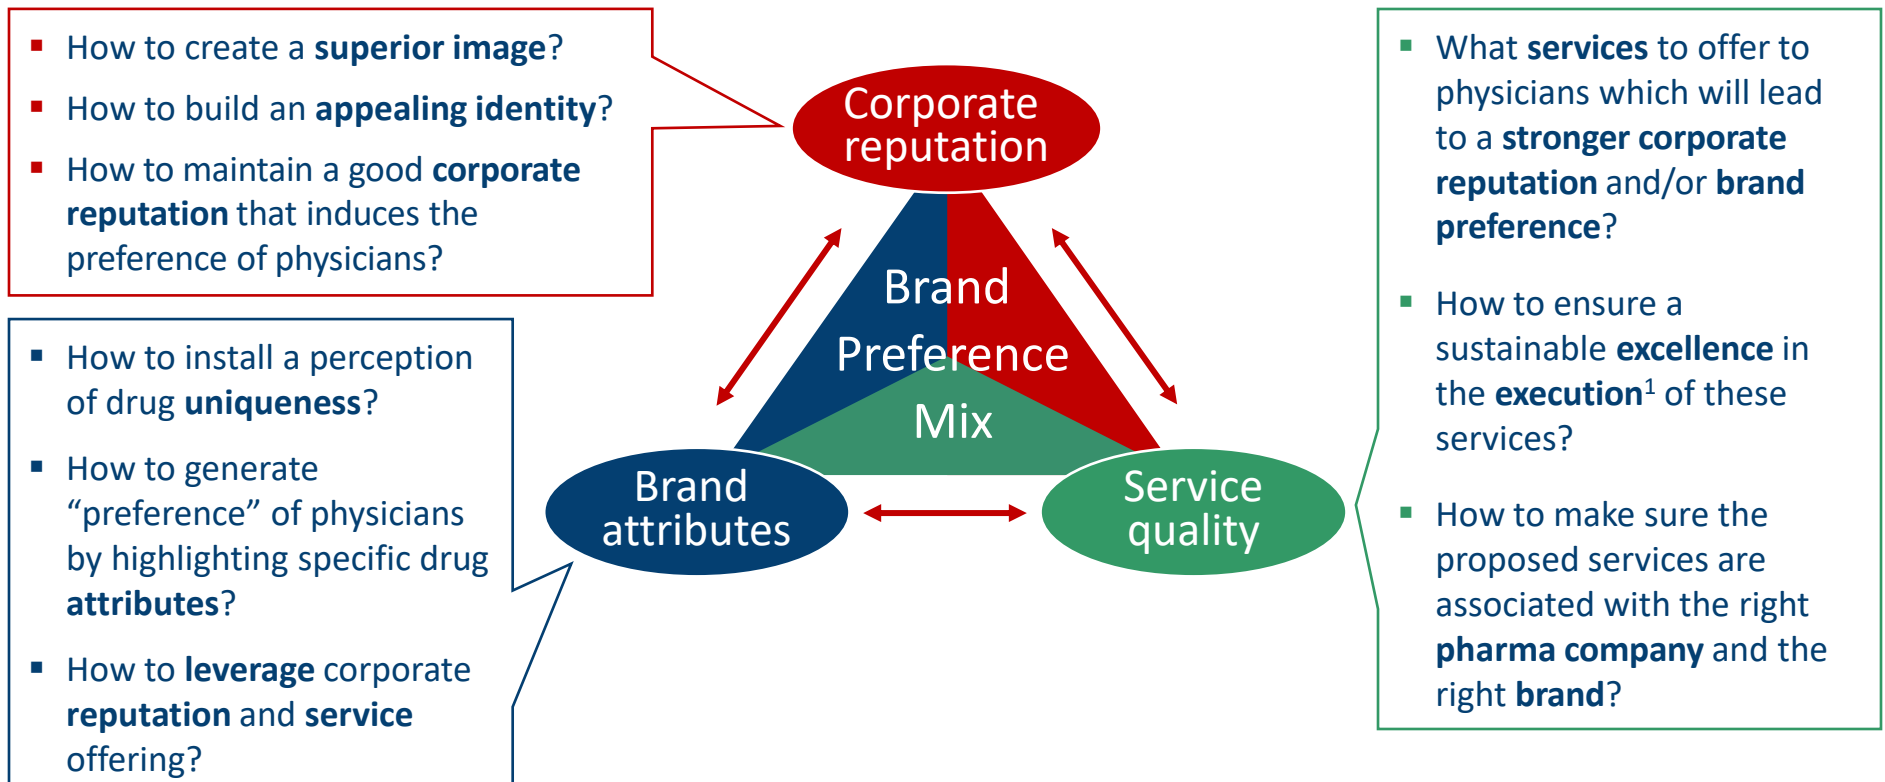 ▪ How to create a superior image?
▪ How to build an appealing identity?
▪ How to maintain a good corporate
reputation that induces the
preference of physicians?
▪ How to install a perception
of drug uniqueness?
▪ How to generate
“preference” of physicians
by highlighting specific drug
attributes?
▪ How to leverage corporate
reputation and service
offering?
Corporate
reputation
Brand
Preference
Mix
Brand
attributes
Service
quality
▪ What services to offer to
physicians which will lead
to a stronger corporate
reputation and/or brand
preference?
▪ How to ensure a
sustainable excellence in
the execution¹ of these
services?
▪ How to make sure the
proposed services are
associated with the right
pharma company and the
right brand?